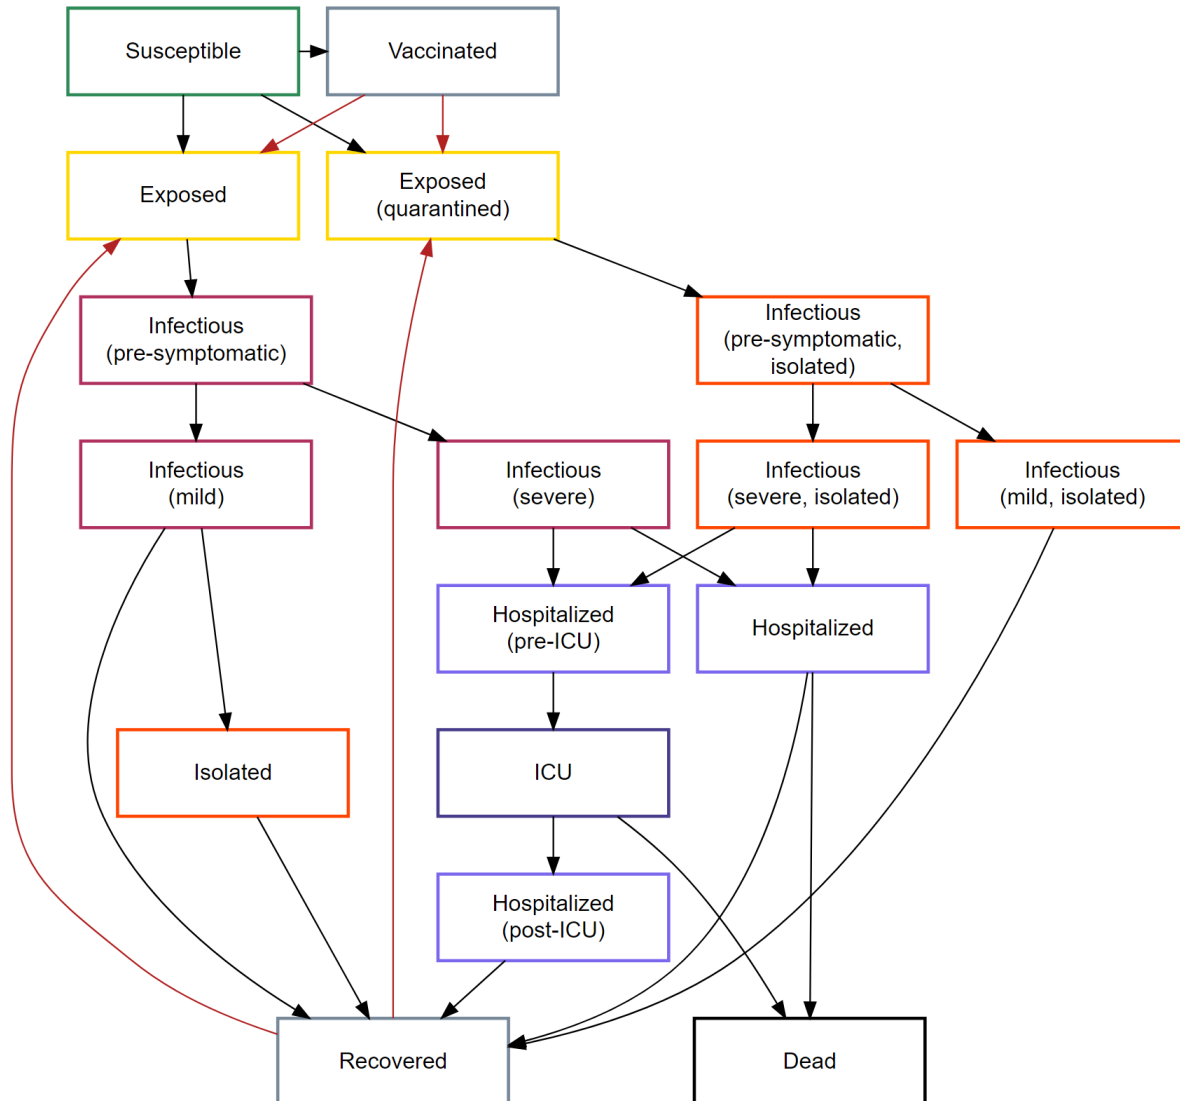 Susceptible
Vaccinated
Exposed
Exposed
(quarantined)
Infectious
(pre-symptomatic)
Infectious
(pre-symptomatic,
isolated)
Infectious
(mild)
Infectious
(severe)
Infectious
(severe, isolated)
Infectious
(mild, isolated)
Hospitalized
(pre-ICU)
Hospitalized
Isolated
ICU
Hospitalized
(post-ICU)
Recovered
Dead